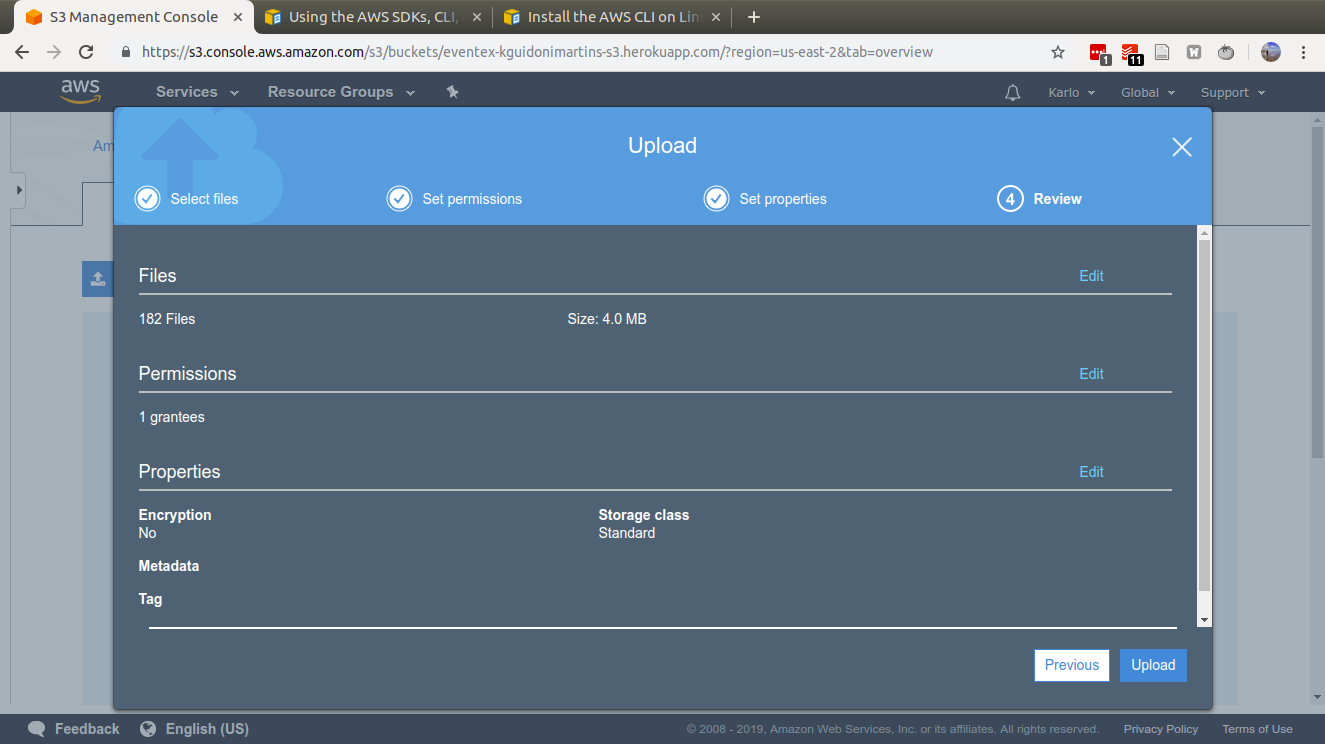 S3 Management Console
Using the AWS SDKs, CLI,
Install the AWS CLI on Lin
https://s3.console.aws.amazon.com/s3/buckets/eventex-kguidonimartins-s3.herokuapp.com/?region=us-east-2&tab=overview
1
11
W
aws
Services
Resource Groups
Karlo
Global
Support
Am
Upload
Select files
Set permissions
Set properties
4 Review
Files
Edit
182 Files
Size: 4.0 MB
Permissions
Edit
1 grantees
Properties
Edit
Encryption
Storage class
No
Standard
Metadata
Tag
Previous
Upload
Feedback
English (US)
© 2008 - 2019, Amazon Web Services, Inc. or its affiliates. All rights reserved.
Privacy Policy
Terms of Use